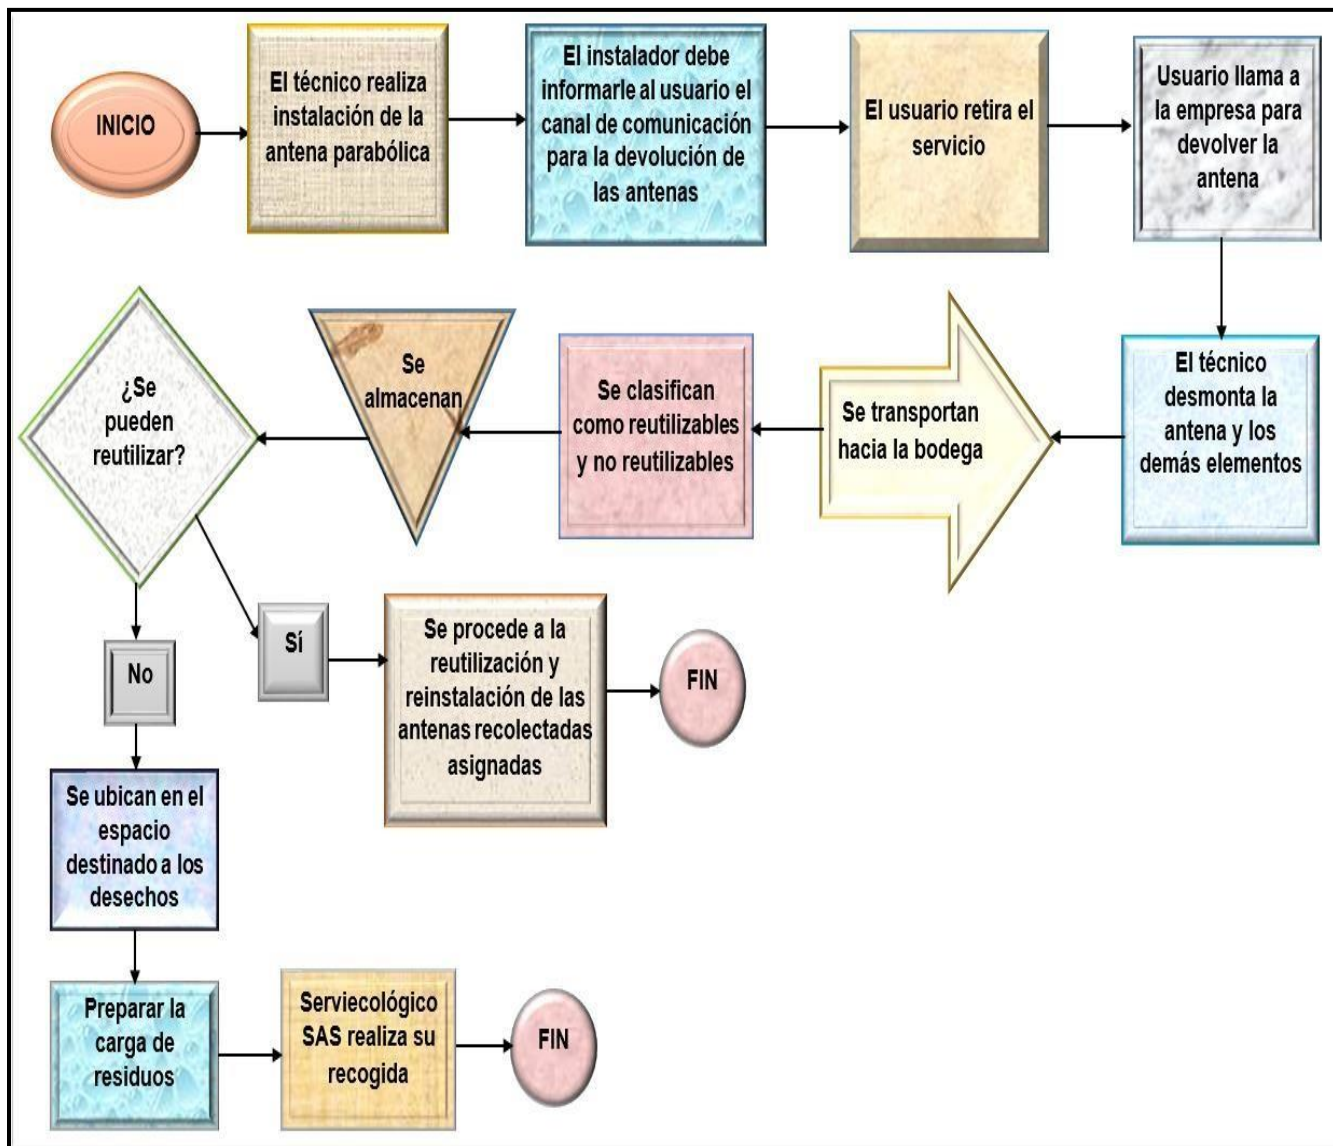 INICIO
El técnico realiza
instalación de la
antena parabólica
El instalador debe
informarle al usuario el
canal de comunicación
para la devolución de
las antenas
El usuario retira el
servicio
Usuario llama a
la empresa para
devolver la
antena
El técnico
desmonta la
antena y los
demás elementos
Se transportan
hacia la bodega
Se clasifican
como reutilizables
y no reutilizables
Se
almacenan
¿Se
pueden
reutilizar?
No
Sí
Se procede a la
reutilización y
reinstalación de las
antenas recolectadas
asignadas
FIN
Se ubican en el
espacio
destinado a los
desechos
Preparar la
carga de
residuos
Serviecológico
SAS realiza su
recogida
FIN